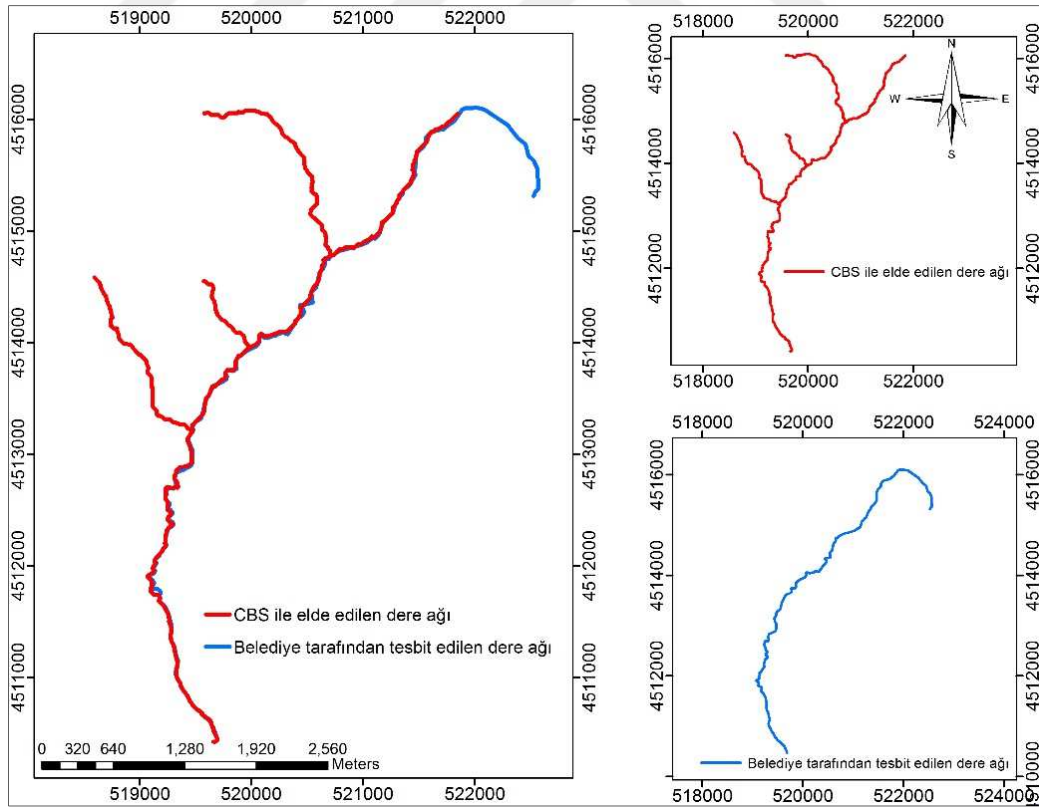 519000 520000 521000 522000
4516000
4515000
4514000
4513000
4512000
4511000
4516000
4515000
4514000
4513000
4512000
4511000
CBS ile elde edilen dere ağı
Belediye tarafından tesbit edilen dere ağı
0 320 640 1,280 1,920 2,560
Meters
519000 520000 521000 522000
518000 520000 522000
4516000
4514000
4512000
4516000
4514000
4512000
N
W E
S
CBS ile elde edilen dere ağı
518000 520000 522000
518000 520000 522000 524000
4516000
4514000
4512000
4516000
4514000
4512000
4510000
Belediye tarafından tesbit edilen dere ağı
518000 520000 522000 524000